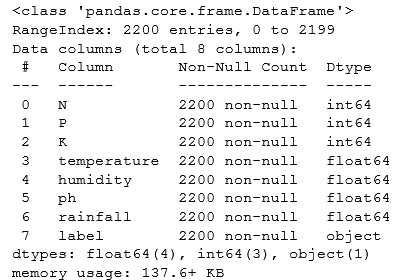 <class 'pandas.core.frame.DataFrame'>
RangeIndex: 2200 entries, 0 to 2199
Data columns (total 8 columns):
 #   Column       Non-Null Count  Dtype
---  ------       --------------  -----
 0   N            2200 non-null   int64
 1   P            2200 non-null   int64
 2   K            2200 non-null   int64
 3   temperature  2200 non-null   float64
 4   humidity     2200 non-null   float64
 5   ph           2200 non-null   float64
 6   rainfall     2200 non-null   float64
 7   label        2200 non-null   object
dtypes: float64(4), int64(3), object(1)
memory usage: 137.6+ KB